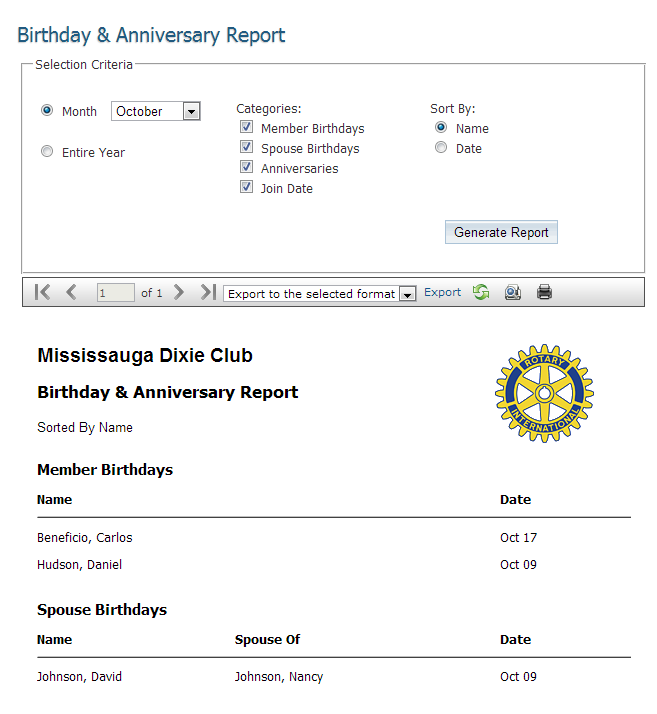 Birthday & Anniversary Report
Selection Criteria
Month October Categories: Sort By:
Member Birthdays Name
Entire Year Spouse Birthdays Date
Anniversaries
Join Date
Generate Report
1 of 1 Export to the selected format Export
Mississauga Dixie Club
Birthday & Anniversary Report
Sorted By Name
ROTARY
INTERNATIONAL
Member Birthdays
Name Date
Beneficio, Carlos Oct 17
Hudson, Daniel Oct 09
Spouse Birthdays
Name Spouse Of Date
Johnson, David Johnson, Nancy Oct 09